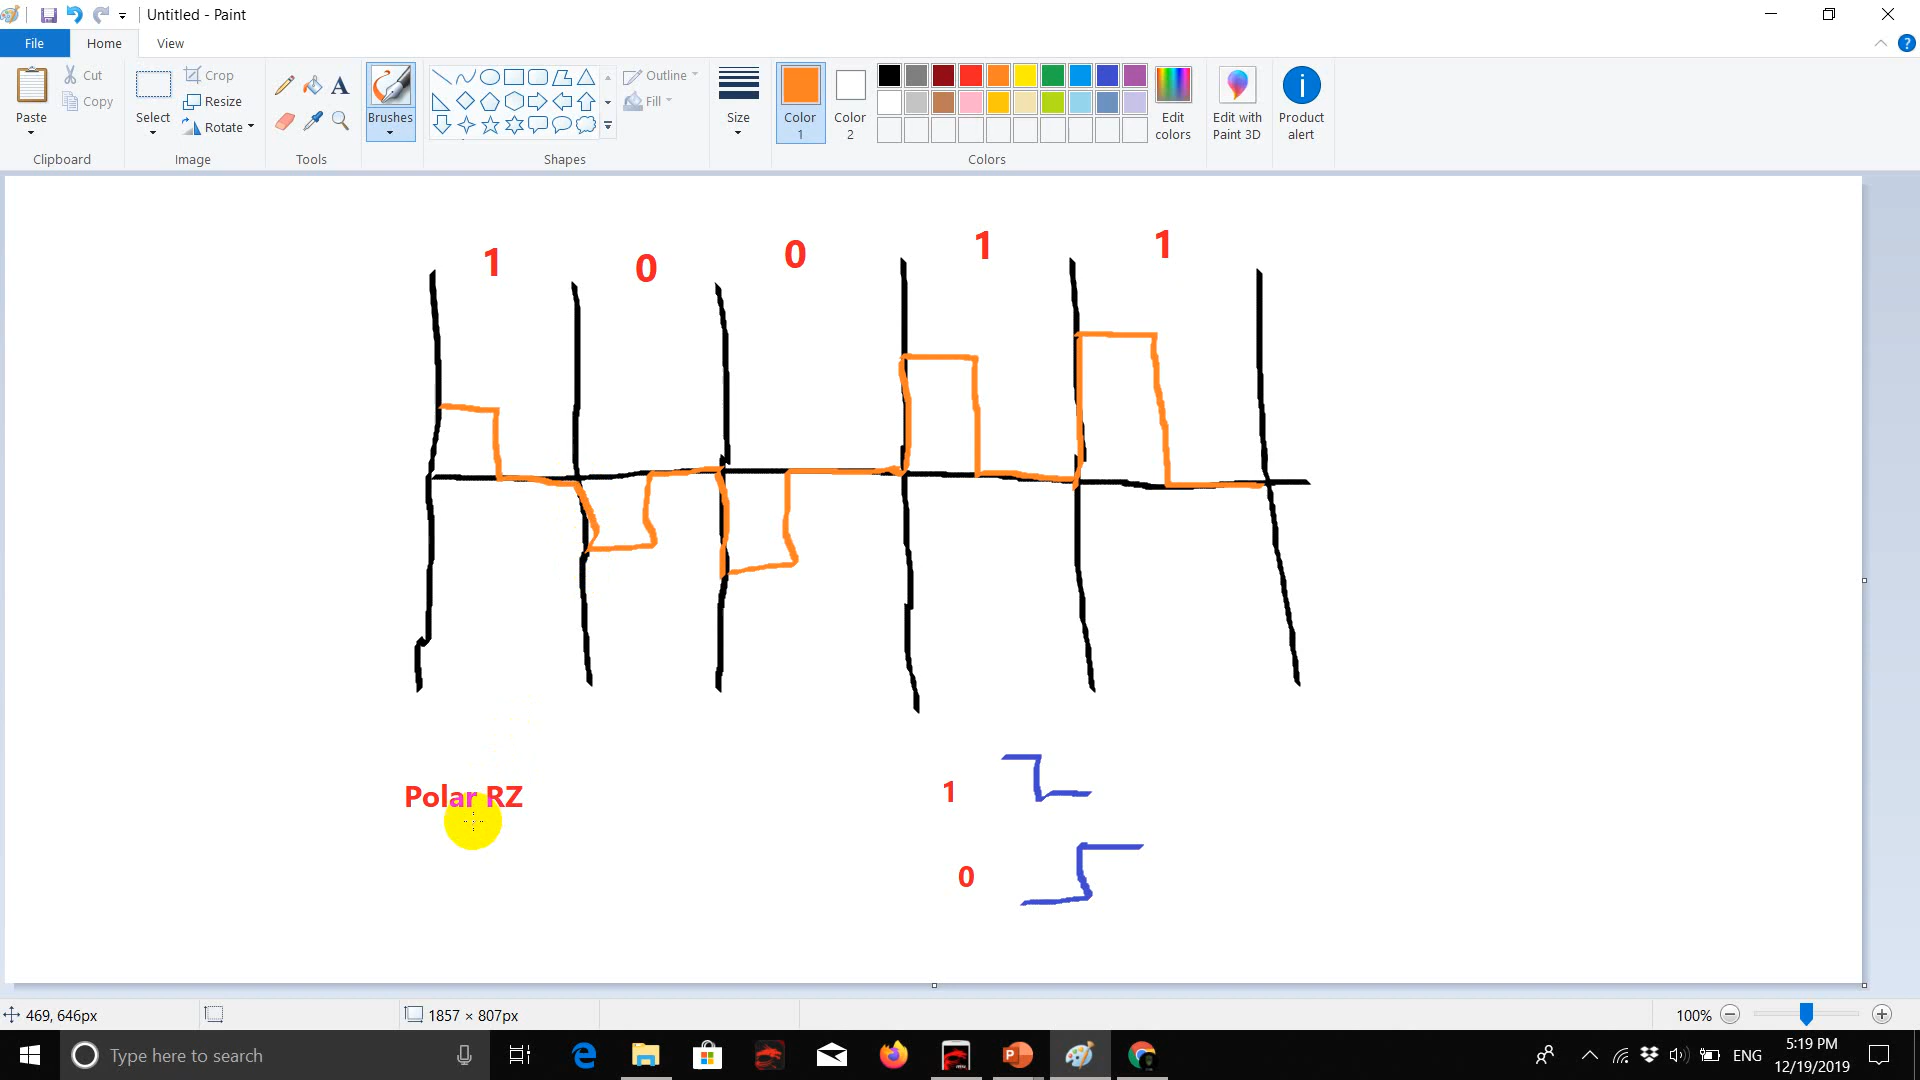 Untitled - Paint
File Home View
Paste
Cut
Copy
Clipboard
Select
Crop
Resize
Rotate
Image
A
Tools
Brushes
Outline
Fill
Shapes
Size
Color 1
Color 2
Edit colors
Colors
Edit with Paint 3D
Product alert
1 0 0 1 1
Polar RZ
1
0
469, 646px
1857 × 807px
100%
Type here to search
ENG
5:19 PM
12/19/2019